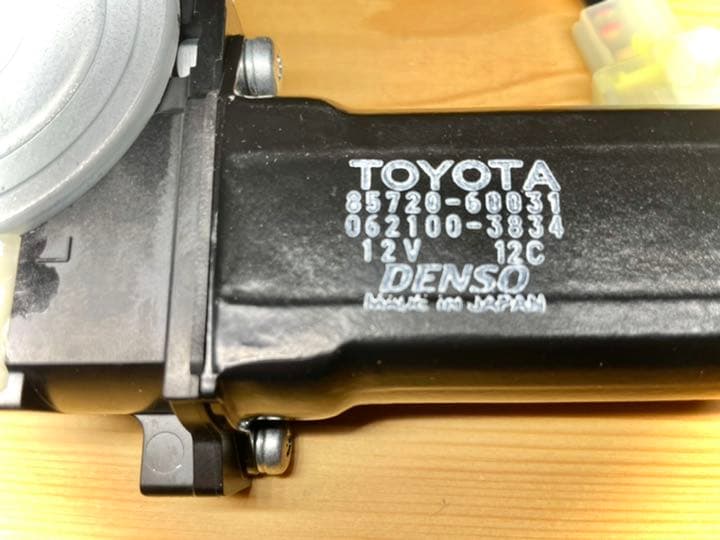 TOYOTA
85720-60031
062100-3834
12V 12C
DENSO
MADE IN JAPAN